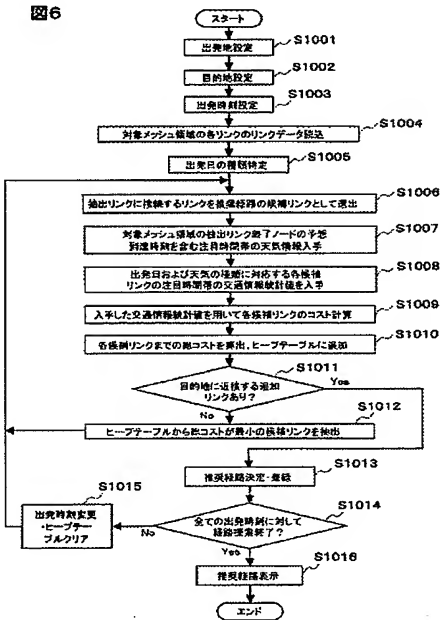 図6
スタート
出発地設定
S1001
目的地設定
S1002
出発時刻設定
S1003
対象メッシュ領域の各リンクのリンクデータ読込
S1004
出発日の種類特定
S1005
抽出リンクに接続するリンクを推奨経路の候補リンクとして選出
S1006
対象メッシュ領域の抽出リンク終了ノードの予想
到達時刻を含む注目時間帯の天気情報入手
S1007
出発日および天気の種類に対応する各候補
リンクの注目時間帯の交通情報統計値を入手
S1008
入手した交通情報統計値を用いて各候補リンクのコスト計算
S1009
各候補リンクまでの総コストを算出、ヒープテーブルに追加
S1010
目的地に近接する追加
リンクあり?
S1011
Yes
No
ヒープテーブルから総コストが最小の候補リンクを抽出
S1012
推奨経路決定・登録
S1013
全ての出発時刻に対して
経路探索終了?
S1014
No
Yes
出発時刻変更
・ヒープテー
ブルクリア
S1015
推奨経路表示
S1016
エンド